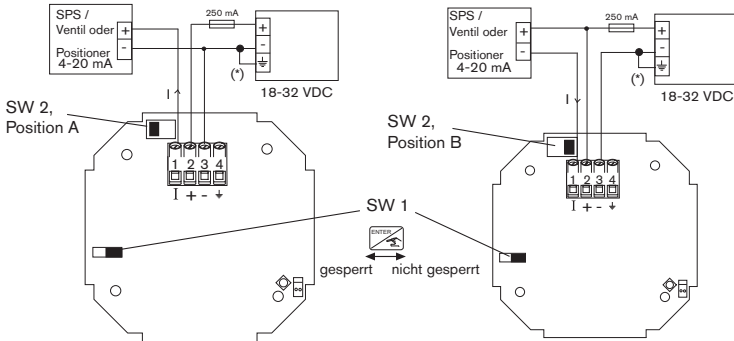 SPS /
Ventil oder
Positioner
4-20 mA
+
-
250 mA
+
-
(*)
18-32 VDC
I
SW 2,
Position A
1 2 3 4
I + -
SPS /
Ventil oder
Positioner
4-20 mA
+
-
250 mA
+
-
(*)
18-32 VDC
I
SW 2,
Position B
1 2 3 4
I + -
SW 1
ENTER
gesperrt nicht gesperrt